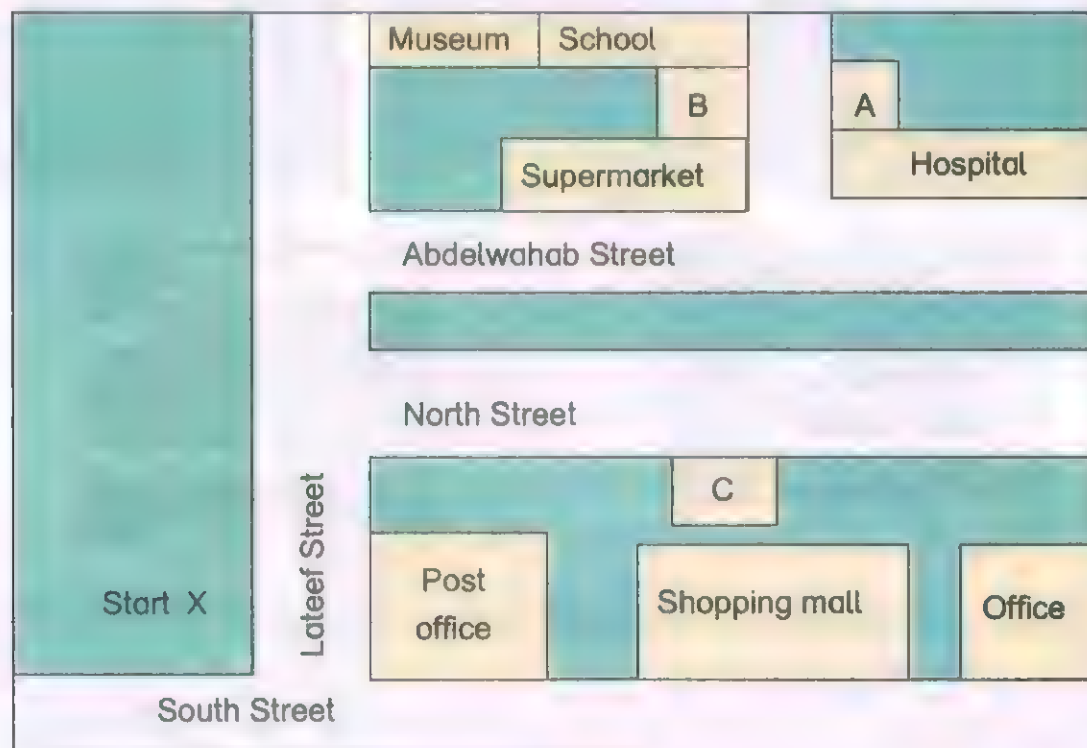 Museum
School
B
A
Supermarket
Hospital
Abdelwahab Street
North Street
C
Lateef Street
Start X
Post
office
Shopping mall
Office
South Street